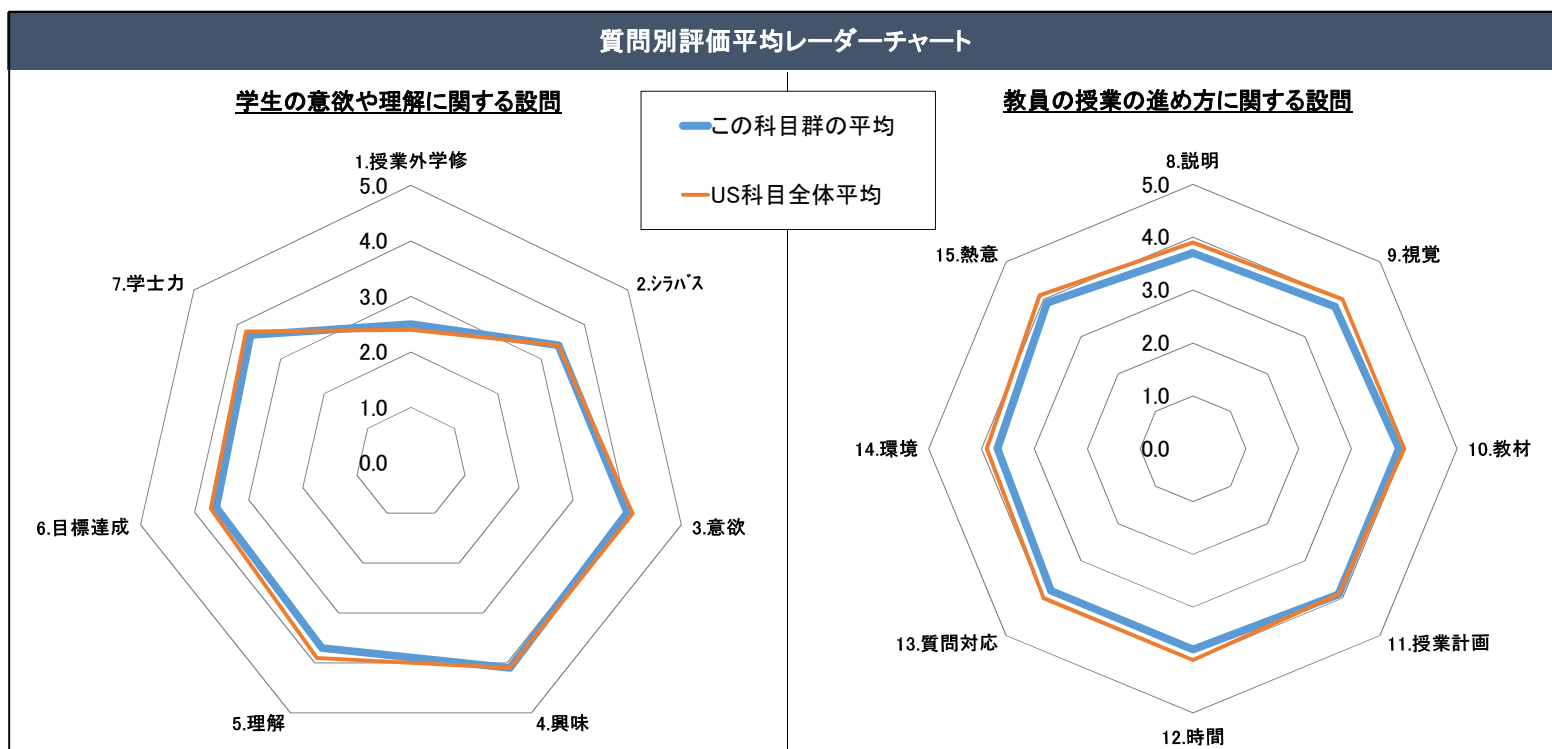 質問別評価平均レーダーチャート
学生の意欲や理解に関する設問
この科目群の平均
US科目全体平均
教員の授業の進め方に関する設問
1.授業外学修
5.0
4.0
3.0
2.0
1.0
0.0
2.シラバス
3.意欲
4.興味
5.理解
6.目標達成
7.学士力
8.説明
5.0
4.0
3.0
2.0
1.0
0.0
9.視覚
10.教材
11.授業計画
12.時間
13.質問対応
14.環境
15.熱意